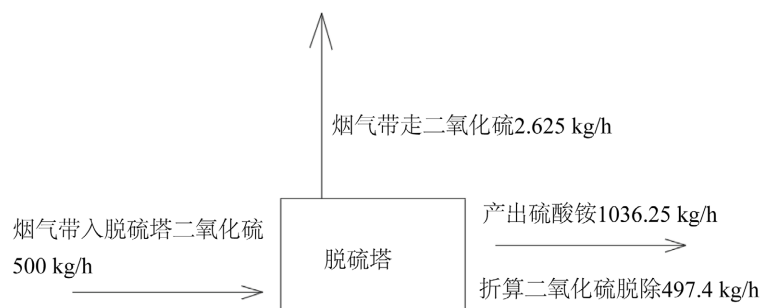 烟气带走二氧化硫2.625 kg/h
烟气带入脱硫塔二氧化硫
500 kg/h
脱硫塔
产出硫酸铵1036.25 kg/h
折算二氧化硫脱除497.4 kg/h